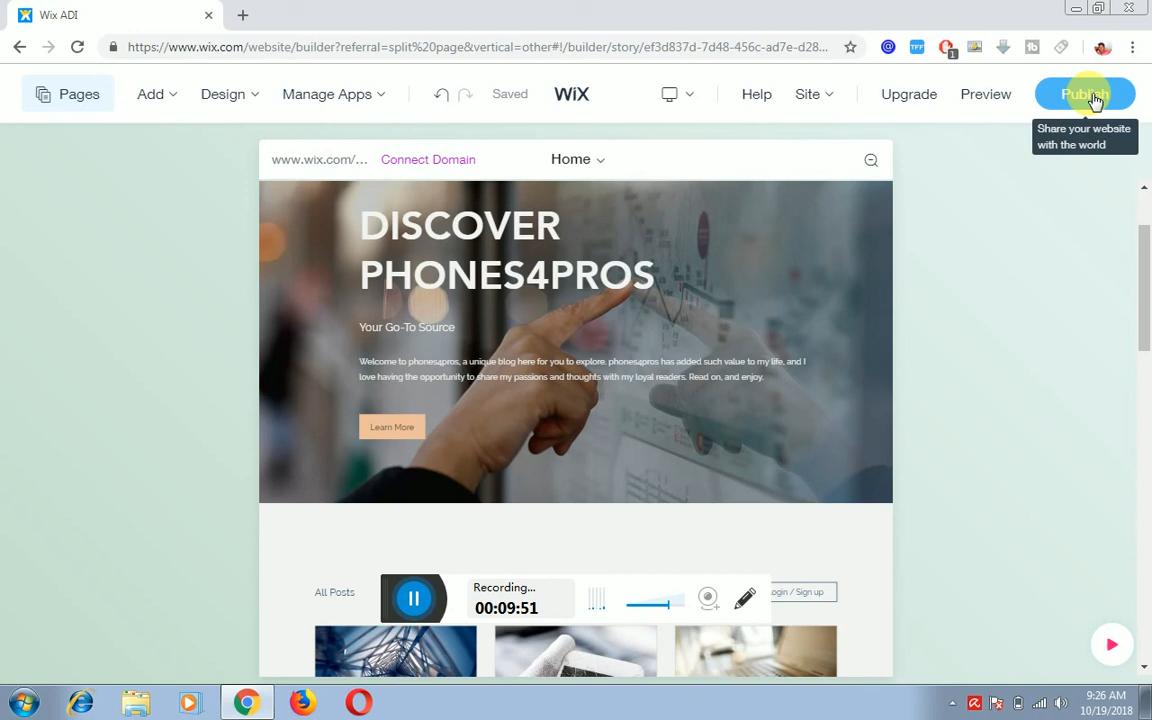 Wix ADI
https://www.wix.com/website/builder?referral=split%20page&vertical=other#!/builder/story/ef3d837d-7d48-456c-ad7e-d28...
TFF
1
Pages
Add
Design
Manage Apps
Saved
WiX
Help
Site
Upgrade
Preview
Publish
Share your website
with the world
www.wix.com/...
Connect Domain
Home
DISCOVER
PHONES4PROS
Your Go-To Source
Welcome to phones4pros, a unique blog here for you to explore. phones4pros has added such value to my life, and I
love having the opportunity to share my passions and thoughts with my loyal readers. Read on, and enjoy.
Learn More
All Posts
Recording...
00:09:51
ogin / Sign up
9:26 AM
10/19/2018